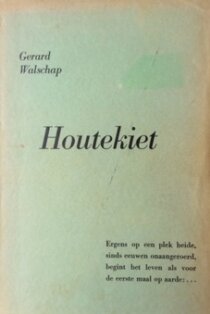 Gerard
Walschap
Houtekiet
Ergens op een plek heide,
sinds eeuwen onaangeroerd,
begint het leven als voor
de eerste maal op aarde:...